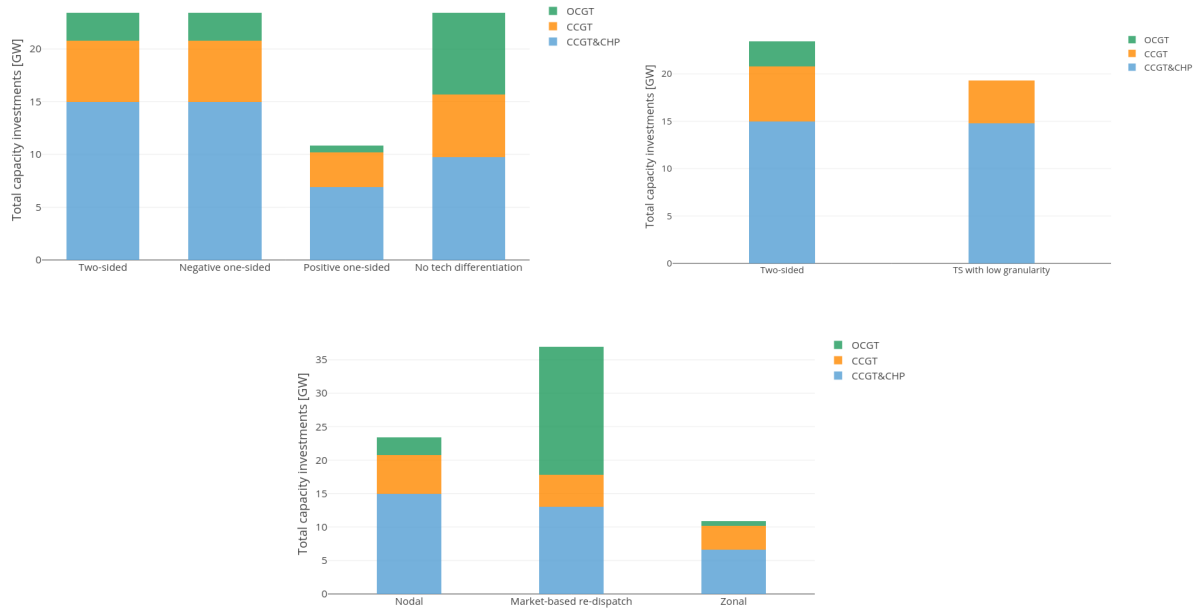 Total capacity investments [GW]
20
15
10
5
0
Two-sided
Negative one-sided
Positive one-sided
No tech differentiation
OCGT
CCGT
CCGT&CHP
Total capacity investments [GW]
20
15
10
5
0
Two-sided
TS with low granularity
OCGT
CCGT
CCGT&CHP
Total capacity investments [GW]
35
30
25
20
15
10
5
0
Nodal
Market-based re-dispatch
Zonal
OCGT
CCGT
CCGT&CHP